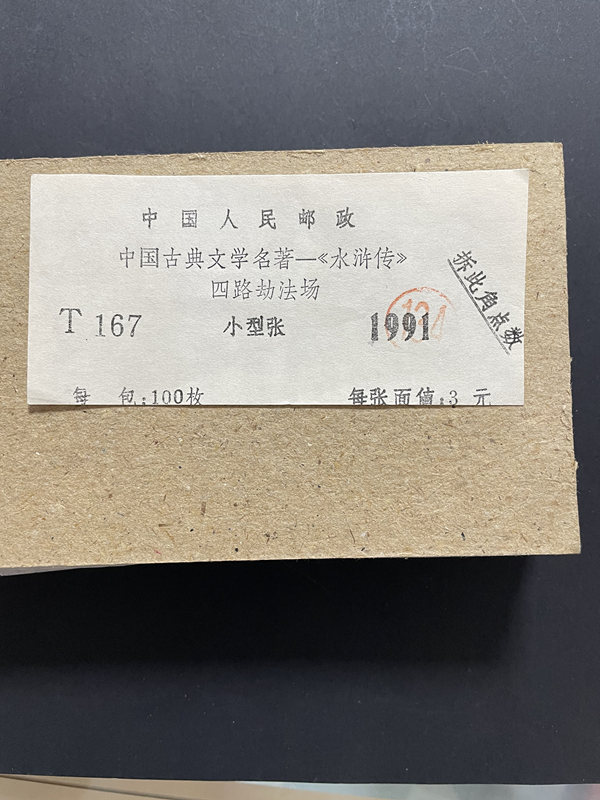 中国人民邮政
中国古典文学名著—《水浒传》
四路劫法场
T 167 小型张 1991
124
拆此角点数
每 包:100枚 每张面值:3 元